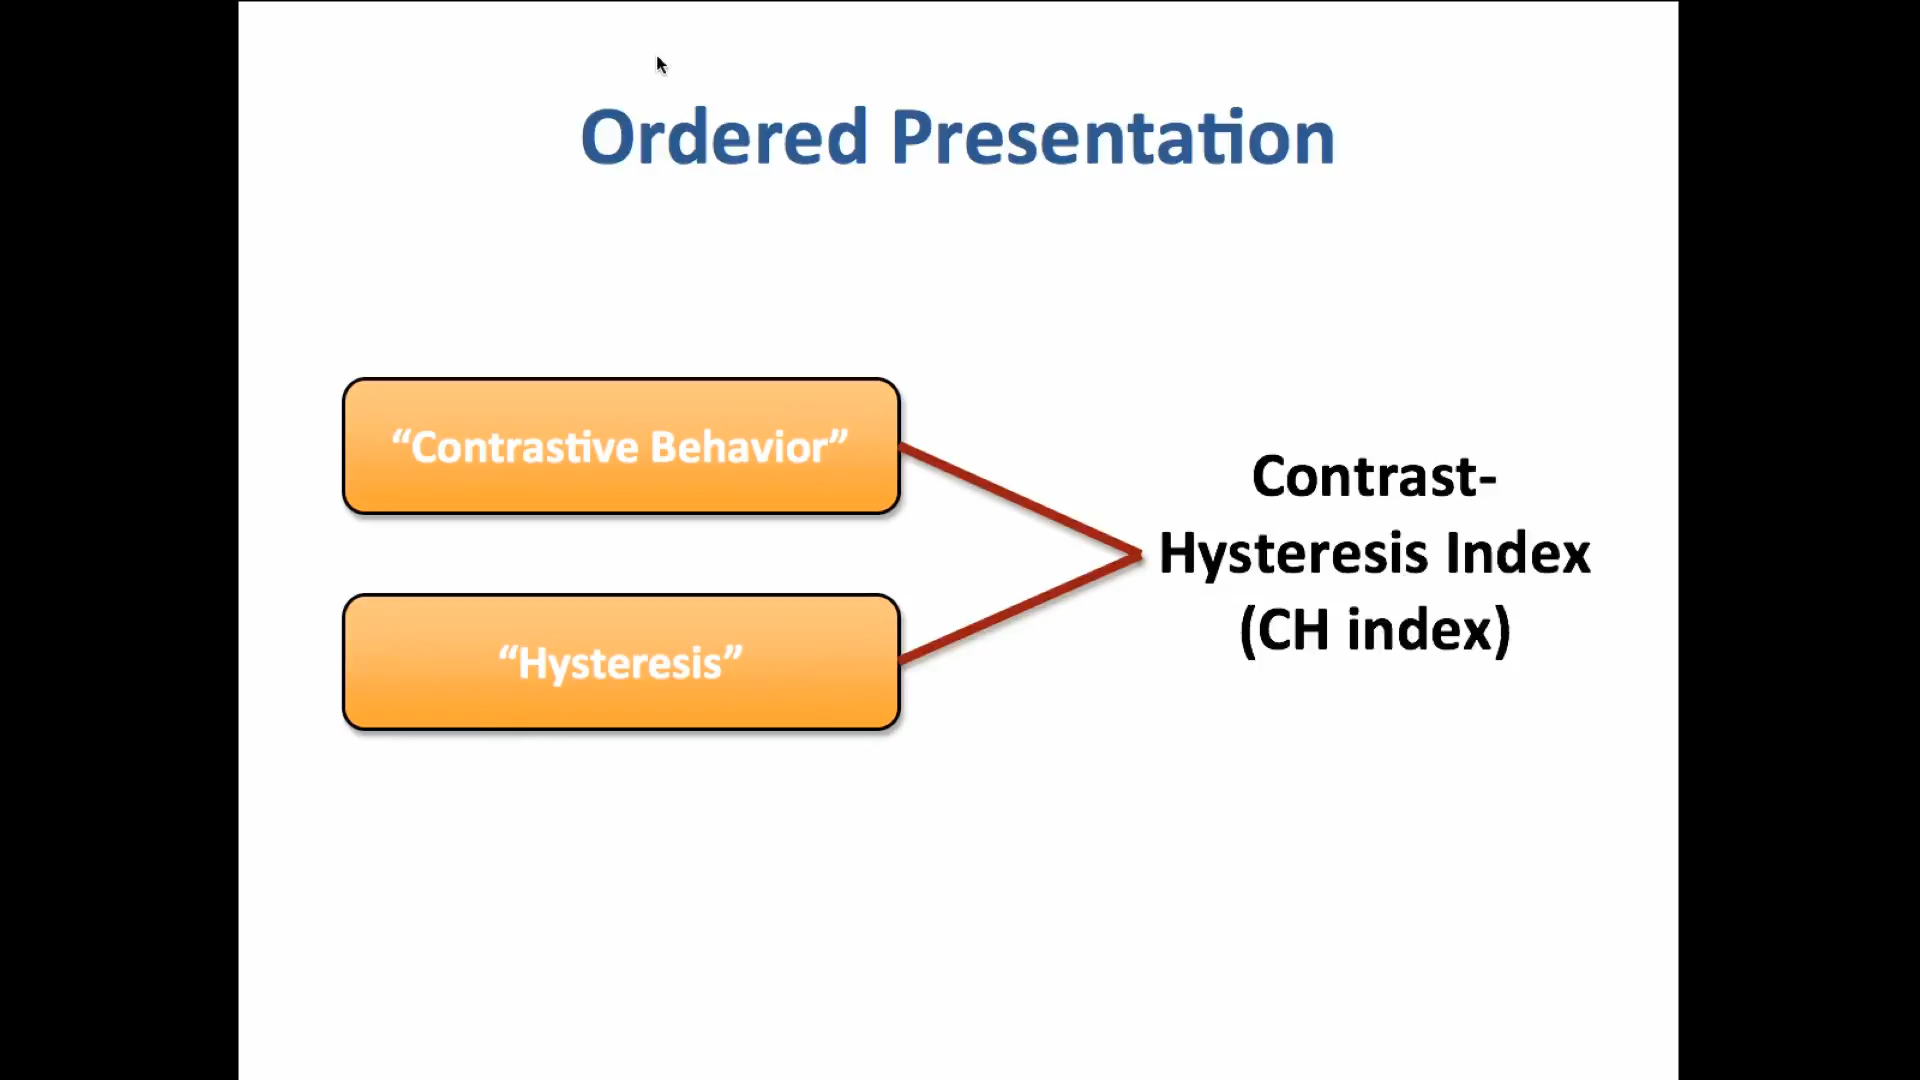 Ordered Presentation
“Contrastive Behavior”
“Hysteresis”
Contrast-
Hysteresis Index
(CH index)